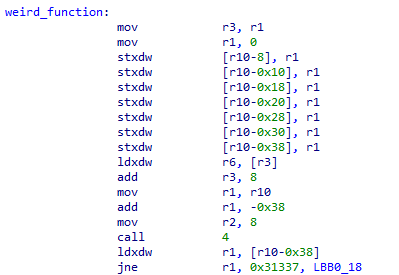 weird_function:
mov r3, r1
mov r1, 0
stxdw [r10-8], r1
stxdw [r10-0x10], r1
stxdw [r10-0x18], r1
stxdw [r10-0x20], r1
stxdw [r10-0x28], r1
stxdw [r10-0x30], r1
stxdw [r10-0x38], r1
ldxdw r6, [r3]
add r3, 8
mov r1, r10
add r1, -0x38
mov r2, 8
call 4
ldxdw r1, [r10-0x38]
jne r1, 0x31337, LBB0_18